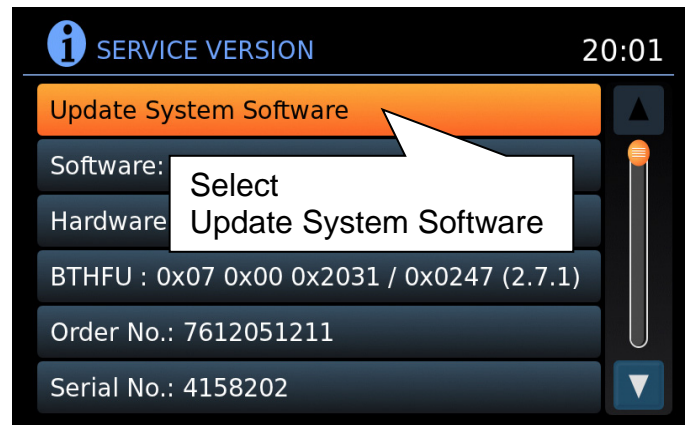 SERVICE VERSION 20:01
Update System Software
Software:
Select
Update System Software
Hardware
BTHFU : 0x07 0x00 0x2031 / 0x0247 (2.7.1)
Order No.: 7612051211
Serial No.: 4158202